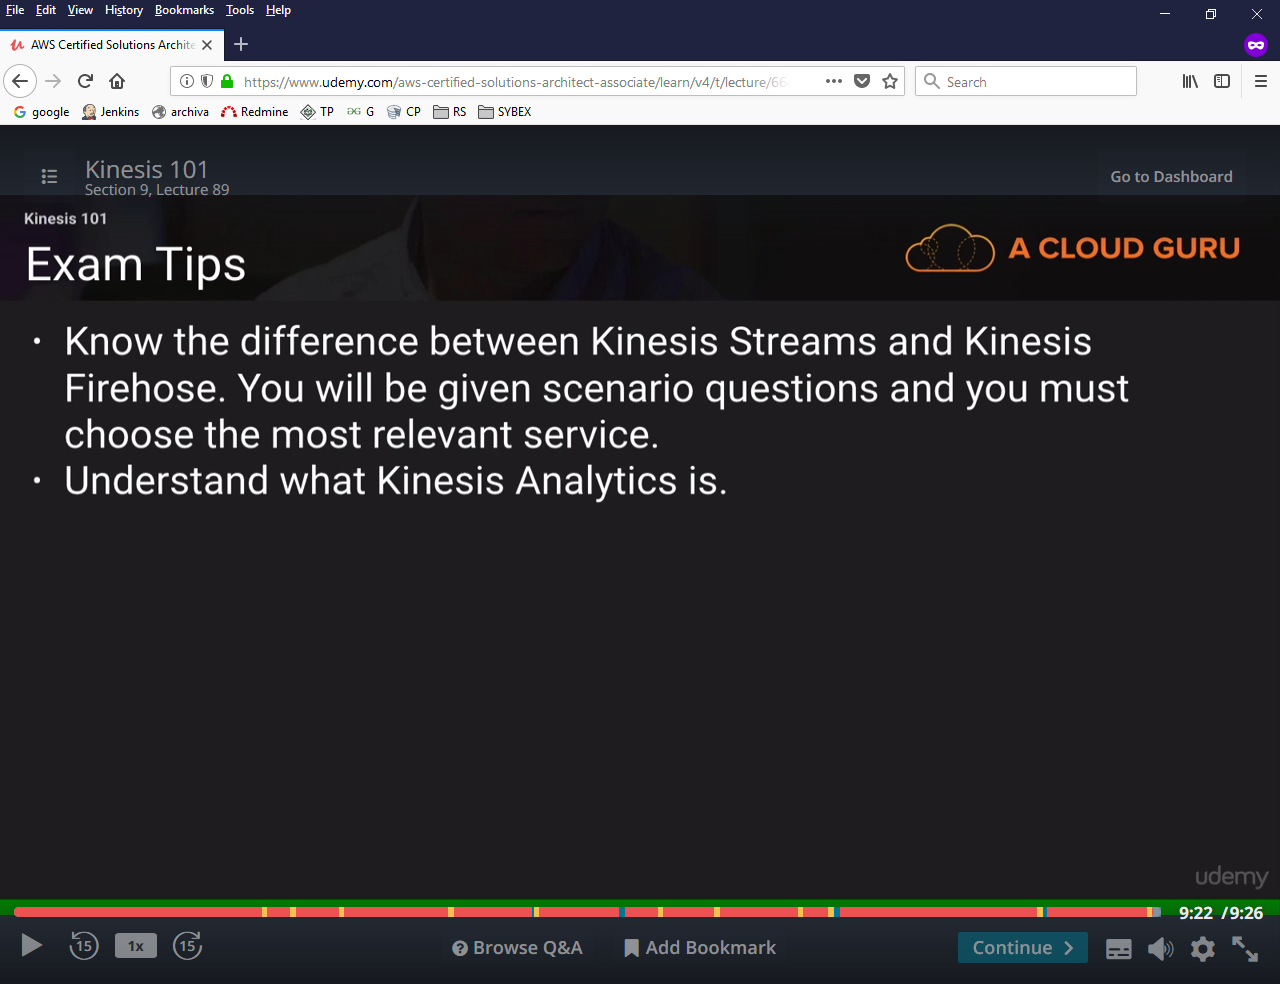 File Edit View History Bookmarks Tools Help
AWS Certified Solutions Archite
https://www.udemy.com/aws-certified-solutions-architect-associate/learn/v4/t/lecture/66
Search
google Jenkins archiva Redmine TP G CP RS SYBEX
Kinesis 101
Section 9, Lecture 89
Go to Dashboard
Kinesis 101
Exam Tips
A CLOUD GURU
• Know the difference between Kinesis Streams and Kinesis
Firehose. You will be given scenario questions and you must
choose the most relevant service.
• Understand what Kinesis Analytics is.
udemy
9:22 / 9:26
15 1x 15 Browse Q&A Add Bookmark Continue